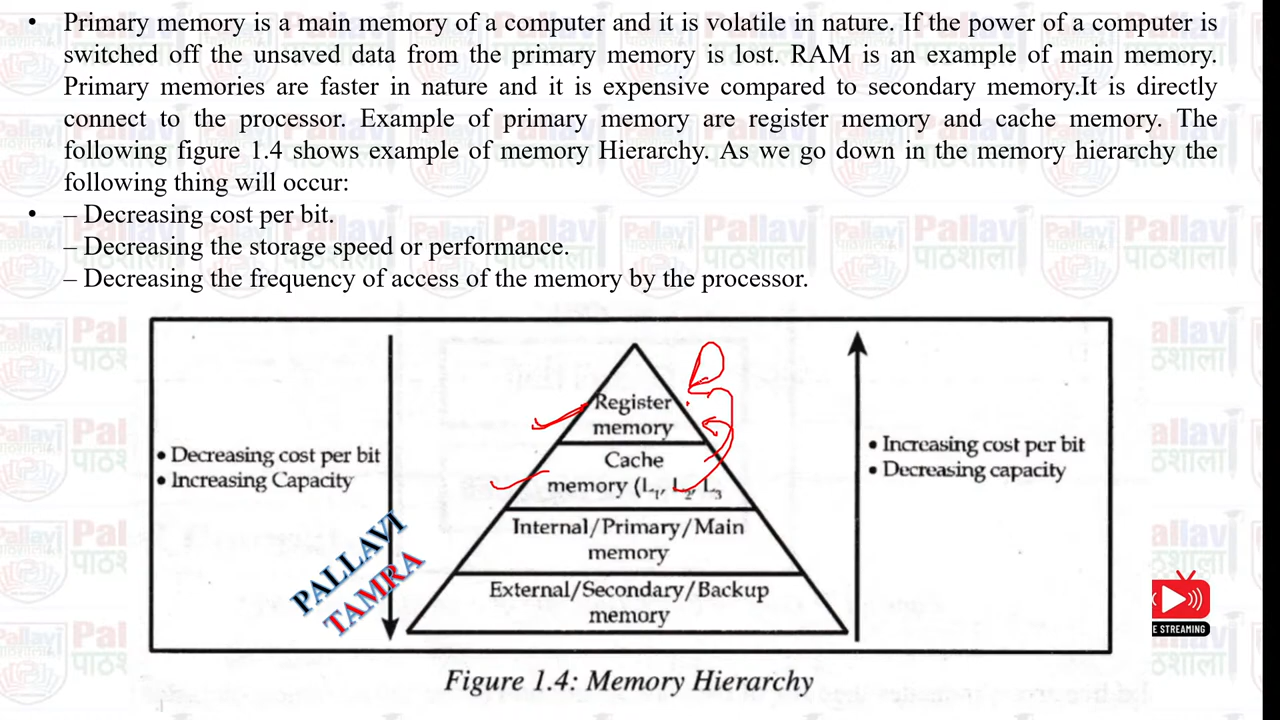 • Primary memory is a main memory of a computer and it is volatile in nature. If the power of a computer is
switched off the unsaved data from the primary memory is lost. RAM is an example of main memory.
Primary memories are faster in nature and it is expensive compared to secondary memory.It is directly
connect to the processor. Example of primary memory are register memory and cache memory. The
following figure 1.4 shows example of memory Hierarchy. As we go down in the memory hierarchy the
following thing will occur:
• – Decreasing cost per bit.
– Decreasing the storage speed or performance.
– Decreasing the frequency of access of the memory by the processor.
Register
memory
Cache
memory (L1, L2, L3
Internal/Primary/Main
memory
External/Secondary/Backup
memory
• Decreasing cost per bit
• Increasing Capacity
• Increasing cost per bit
• Decreasing capacity
PALLAVI
TAMRA
E STREAMING
Figure 1.4: Memory Hierarchy
Pallavi
पाठशाला